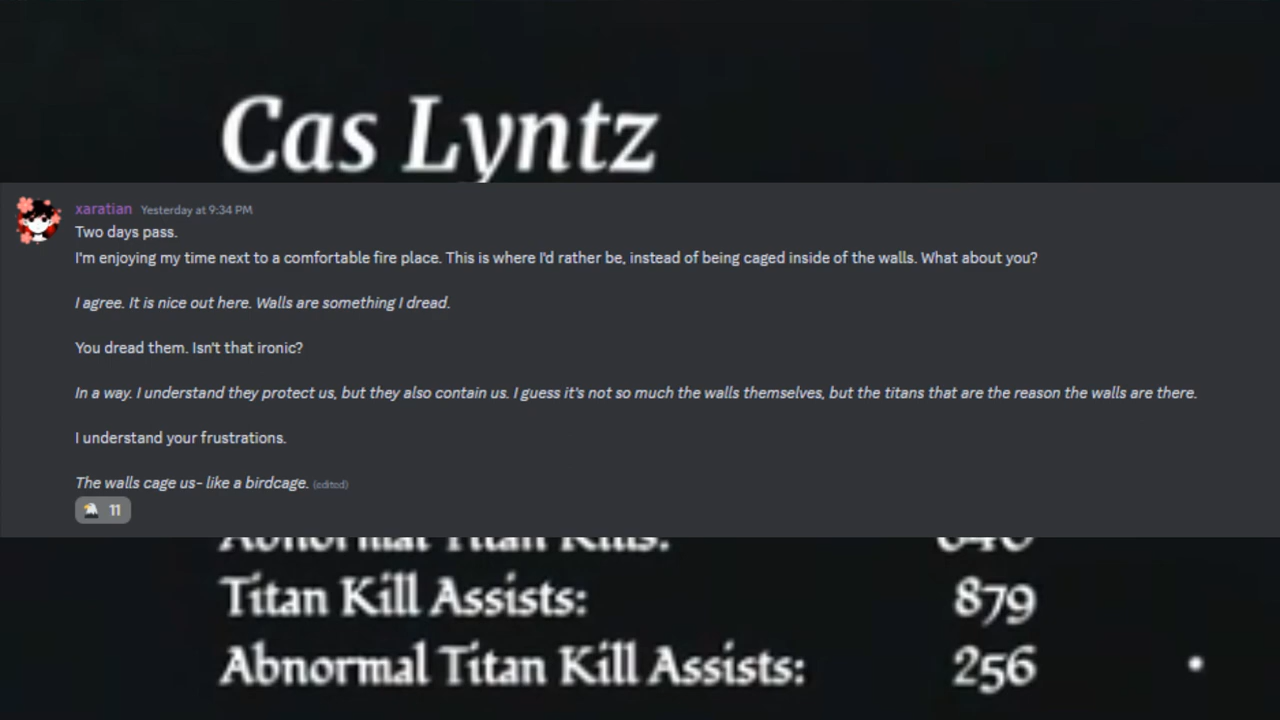 Cas Lyntz
xaratian Yesterday at 9:34 PM
Two days pass.
I'm enjoying my time next to a comfortable fire place. This is where I'd rather be, instead of being caged inside of the walls. What about you?
I agree. It is nice out here. Walls are something I dread.
You dread them. Isn't that ironic?
In a way. I understand they protect us, but they also contain us. I guess it's not so much the walls themselves, but the titans that are the reason the walls are there.
I understand your frustrations.
The walls cage us- like a birdcage. (edited)
11
Abnormal Titan Kills:
Titan Kill Assists: 879
Abnormal Titan Kill Assists: 256